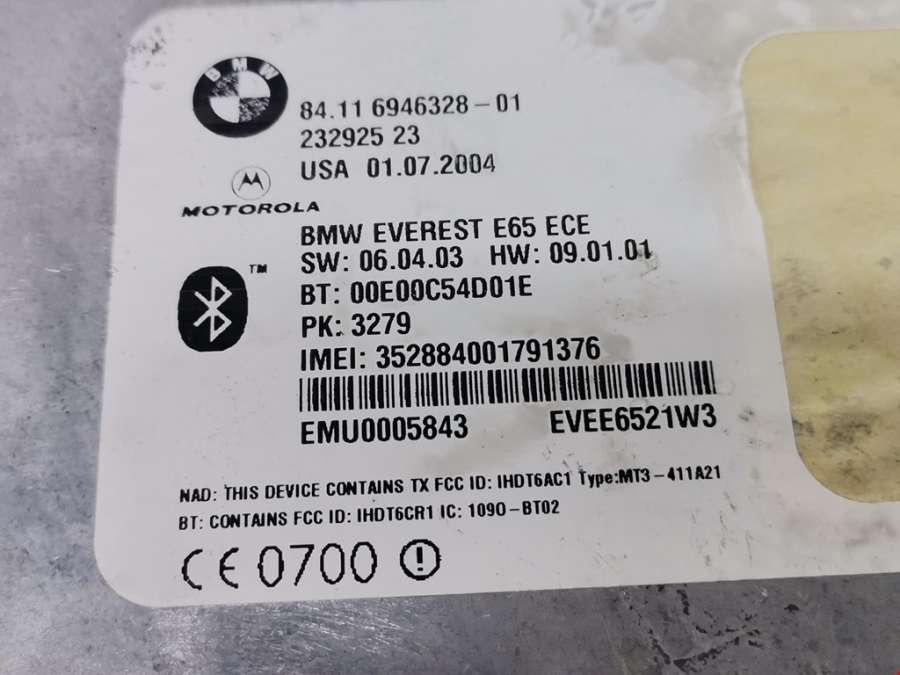 BMW
84.11 6946328-01
232925 23
USA 01.07.2004
MOTOROLA
BMW EVEREST E65 ECE
SW: 06.04.03 HW: 09.01.01
BT: 00E00C54D01E
TM
PK: 3279
IMEI: 352884001791376
EMU0005843 EVEE6521W3
NAD: THIS DEVICE CONTAINS TX FCC ID: IHDT6AC1 Type:MT3-411A21
BT: CONTAINS FCC ID: IHDT6CR1 IC: 1090-BT02
CE 0700 !